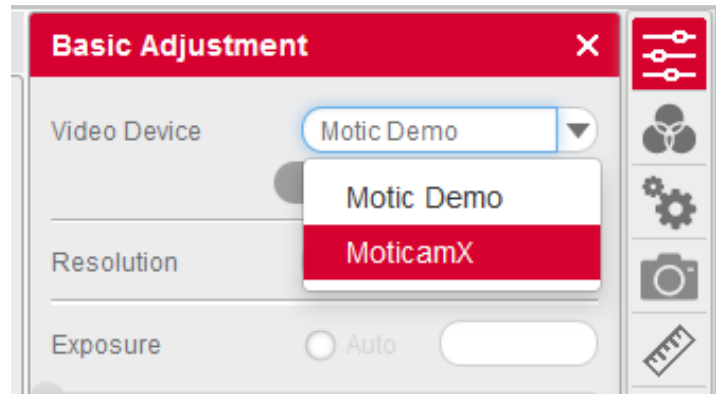 Basic Adjustment
Video Device
Motic Demo
Motic Demo
MoticamX
Resolution
Exposure
Auto